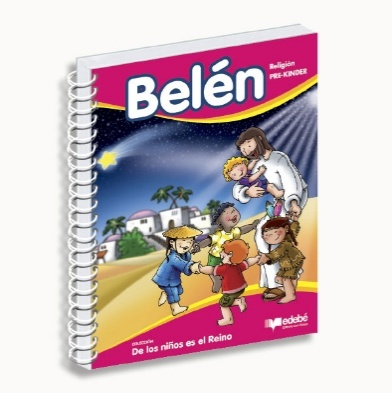 Belén
Religión
PRE-KINDER
COLECCIÓN
De los niños es el Reino
edebé